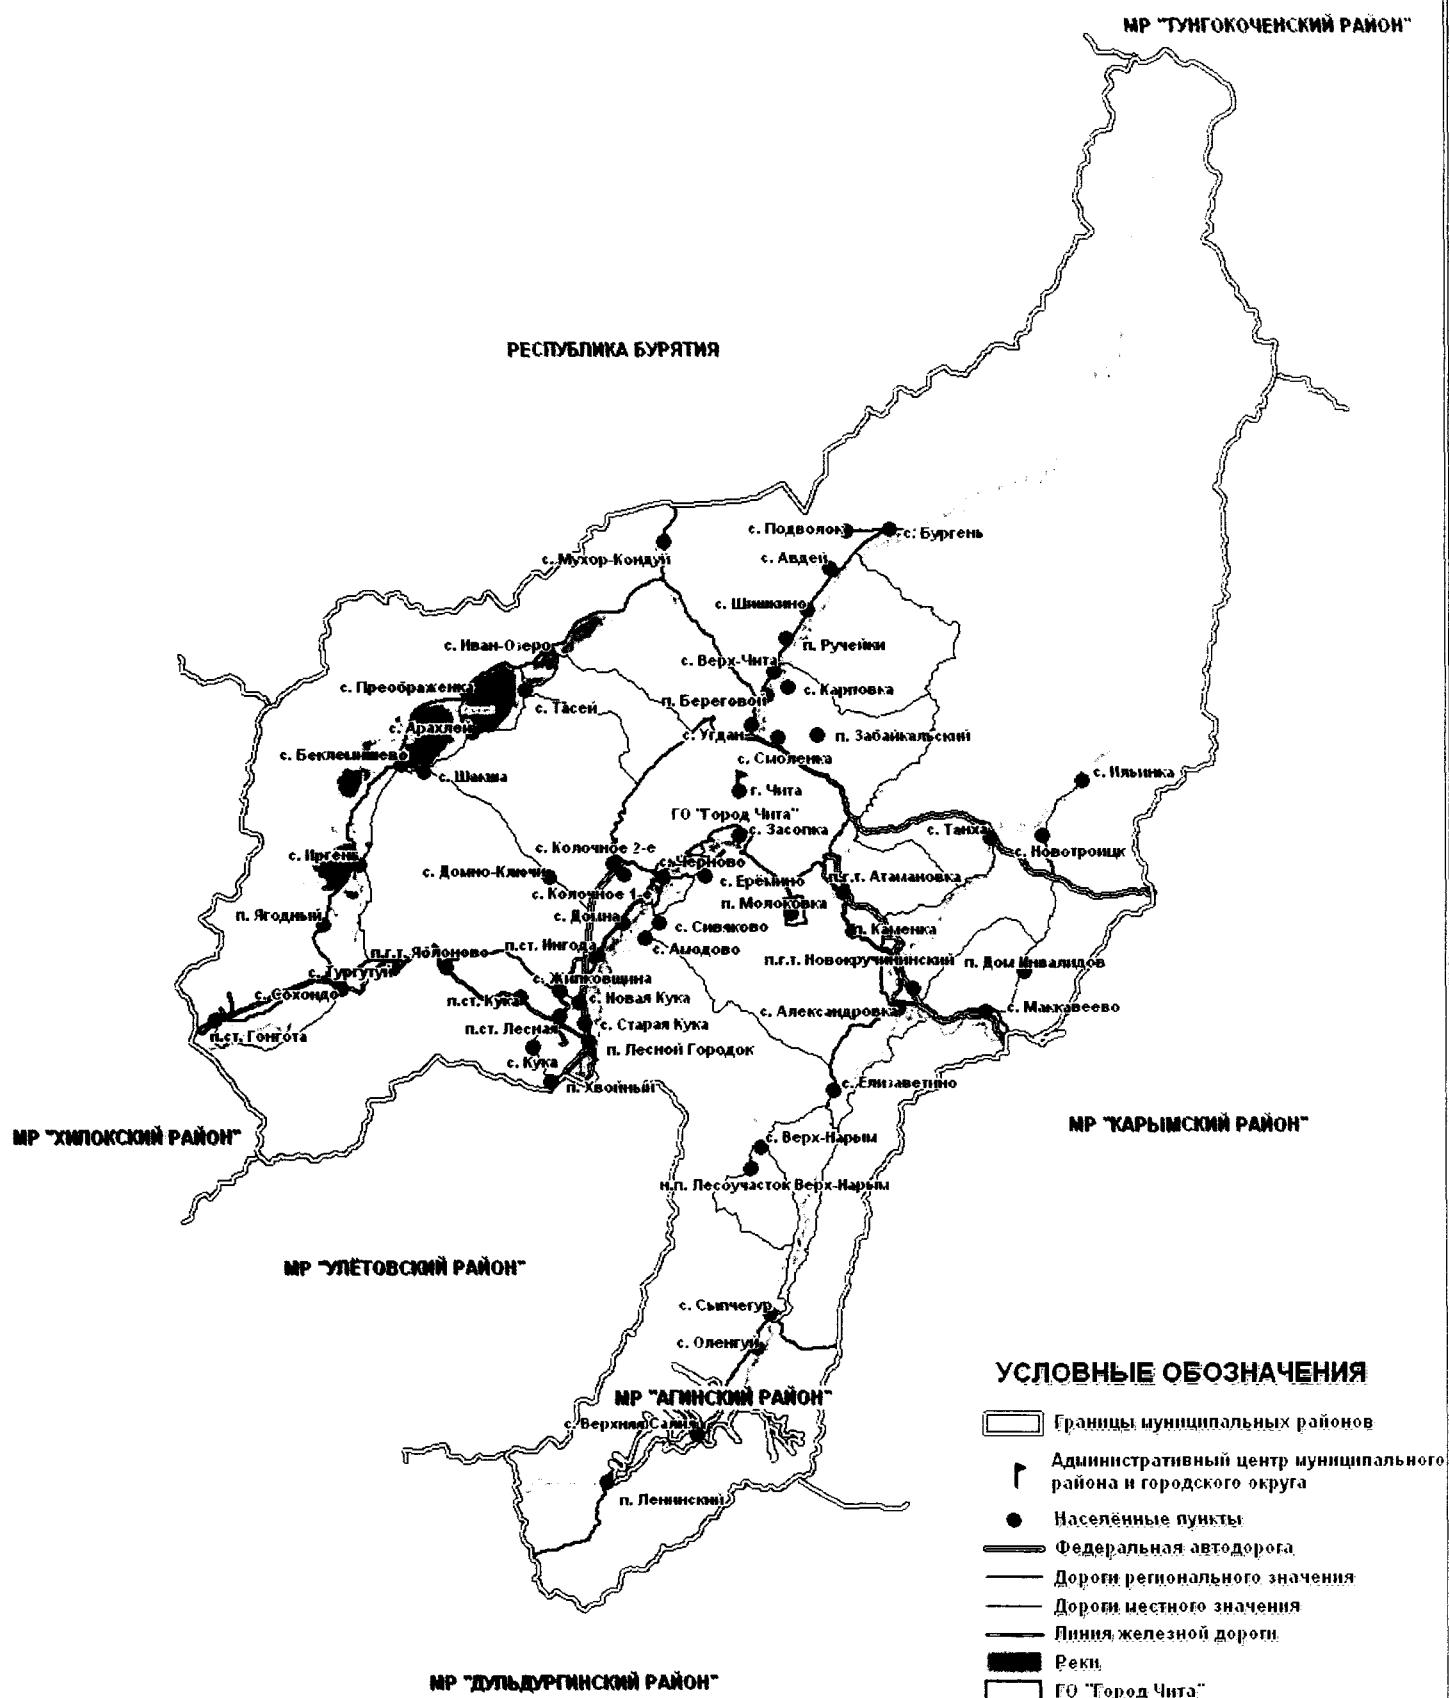 МР "ТУНГОКОЧЕНСКИЙ РАЙОН"
РЕСПУБЛИКА БУРЯТИЯ
с. Подволок
с. Бургень
с. Мухор-Кондуй
с. Авдей
с. Шишкино
с. Иван-Озеро
п. Ручейки
с. Верх-Чита
с. Преображенка
с. Карповка
п. Береговой
с. Тасей
с. Арахлей
с. Угдан
п. Забайкальский
с. Беклемишево
с. Смоленка
с. Шакша
с. Ильинка
г. Чита
ГО "Город Чита"
с. Засопка
с. Танха
с. Колочное 2-е
с. Новотроицк
с. Иргень
с. Черново
с. Домно-Ключи
п.г.т. Атамановка
с. Ерёмино
с. Колочное 1-е
п. Молоковка
п. Ягодный
с. Домна
с. Сивяково
п. Каменка
п.ст. Ингода
с. Амодово
п.г.т. Яблоново
п.г.т. Новокручининский
п. Дом Инвалидов
с. Тургутуй
с. Жипковщина
с. Сохондо
п.ст. Кука
с. Новая Кука
с. Александровка
с. Маккавеево
п.ст. Лесная
с. Старая Кука
п.ст. Гонгота
п. Лесной Городок
с. Кука
п. Хвойный
с. Елизаветино
МР "ХИЛОКСКИЙ РАЙОН"
МР "КАРЫМСКИЙ РАЙОН"
с. Верх-Нарым
н.п. Лесоучасток Верх-Нарым
МР "УЛЁТОВСКИЙ РАЙОН"
с. Сыпчегур
с. Оленгуй
МР "АГИНСКИЙ РАЙОН"
с. Верхняя Салия
п. Ленинский
МР "ДУЛЬДУРГИНСКИЙ РАЙОН"
УСЛОВНЫЕ ОБОЗНАЧЕНИЯ
Границы муниципальных районов
Административный центр муниципального
района и городского округа
Населённые пункты
Федеральная автодорога
Дороги регионального значения
Дороги местного значения
Линия железной дороги
Реки
ГО "Город Чита"